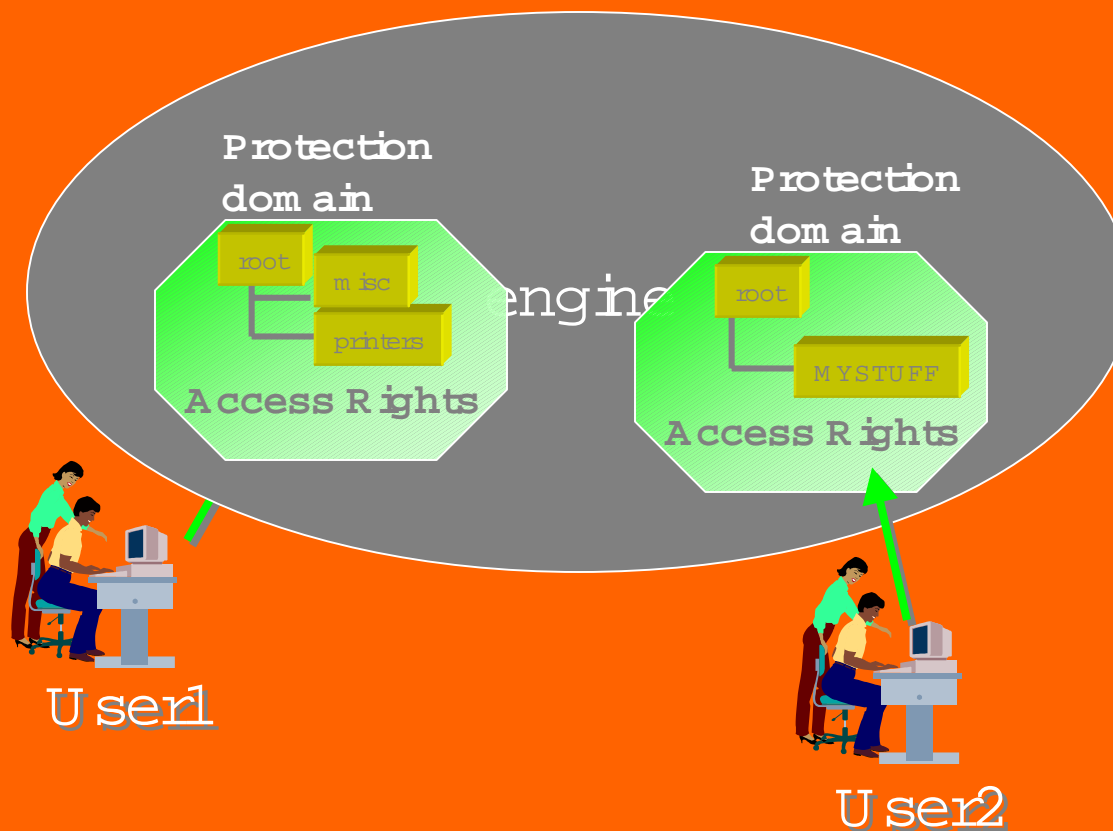 Protection
domain
root
misc
printers
Access Rights
engine
Protection
domain
root
MYSTUFF
Access Rights
User1
User2